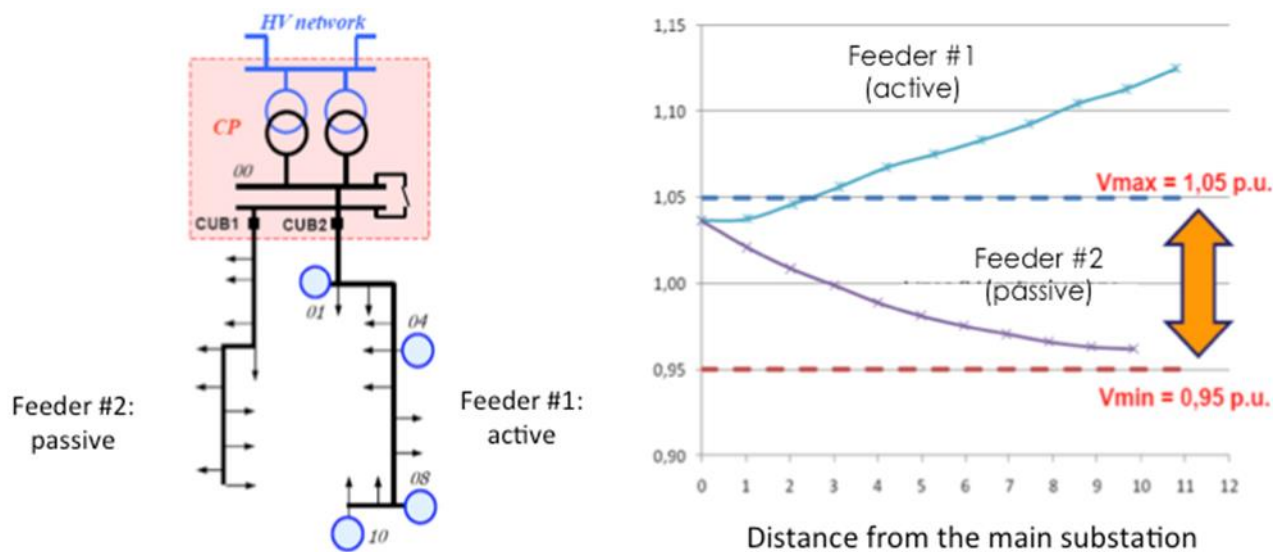 HV network
CP
00
CUB1
CUB2
01
04
08
10
Feeder #2:
passive
Feeder #1:
active
1,15
1,10
1,05
1,00
0,95
0,90
0 1 2 3 4 5 6 7 8 9 10 11 12
Feeder #1
(active)
Vmax = 1,05 p.u.
Feeder #2
(passive)
Vmin = 0,95 p.u.
Distance from the main substation